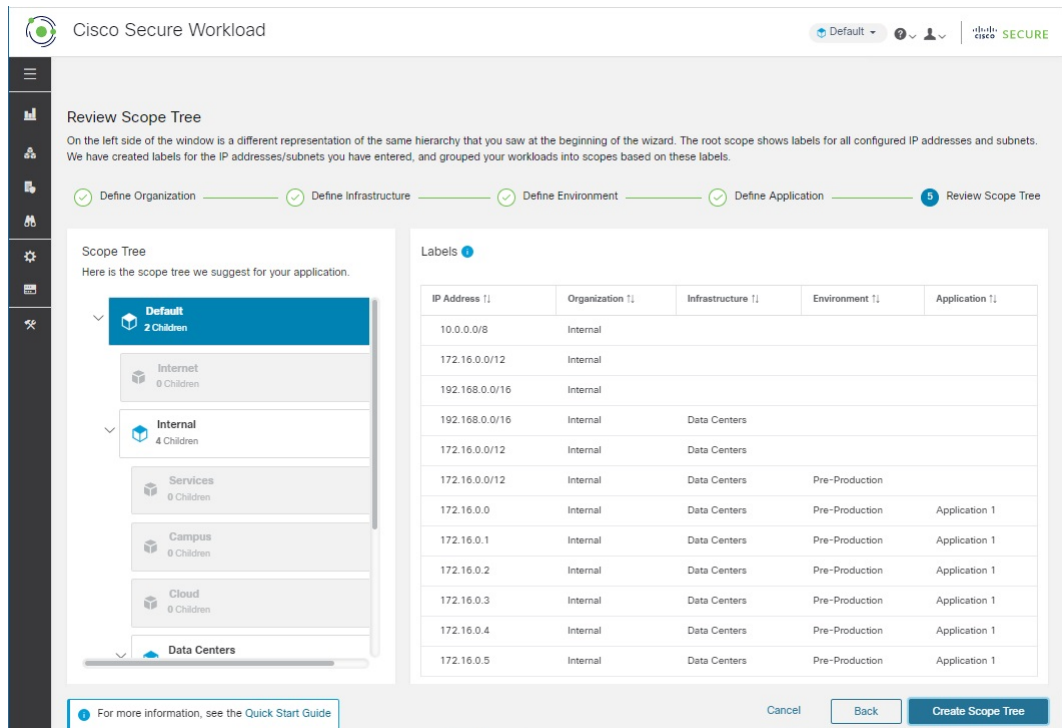 Cisco Secure Workload
Default
cisco SECURE
Review Scope Tree
On the left side of the window is a different representation of the same hierarchy that you saw at the beginning of the wizard. The root scope shows labels for all configured IP addresses and subnets.
We have created labels for the IP addresses/subnets you have entered, and grouped your workloads into scopes based on these labels.
Define Organization Define Infrastructure Define Environment Define Application 5 Review Scope Tree
Scope Tree
Here is the scope tree we suggest for your application.
Default
2 Children
Internet
0 Children
Internal
4 Children
Services
0 Children
Campus
0 Children
Cloud
0 Children
Data Centers
Labels
IP Address Organization Infrastructure Environment Application
10.0.0.0/8 Internal
172.16.0.0/12 Internal
192.168.0.0/16 Internal
192.168.0.0/16 Internal Data Centers
172.16.0.0/12 Internal Data Centers
172.16.0.0/12 Internal Data Centers Pre-Production
172.16.0.0 Internal Data Centers Pre-Production Application 1
172.16.0.1 Internal Data Centers Pre-Production Application 1
172.16.0.2 Internal Data Centers Pre-Production Application 1
172.16.0.3 Internal Data Centers Pre-Production Application 1
172.16.0.4 Internal Data Centers Pre-Production Application 1
172.16.0.5 Internal Data Centers Pre-Production Application 1
For more information, see the Quick Start Guide
Cancel Back Create Scope Tree